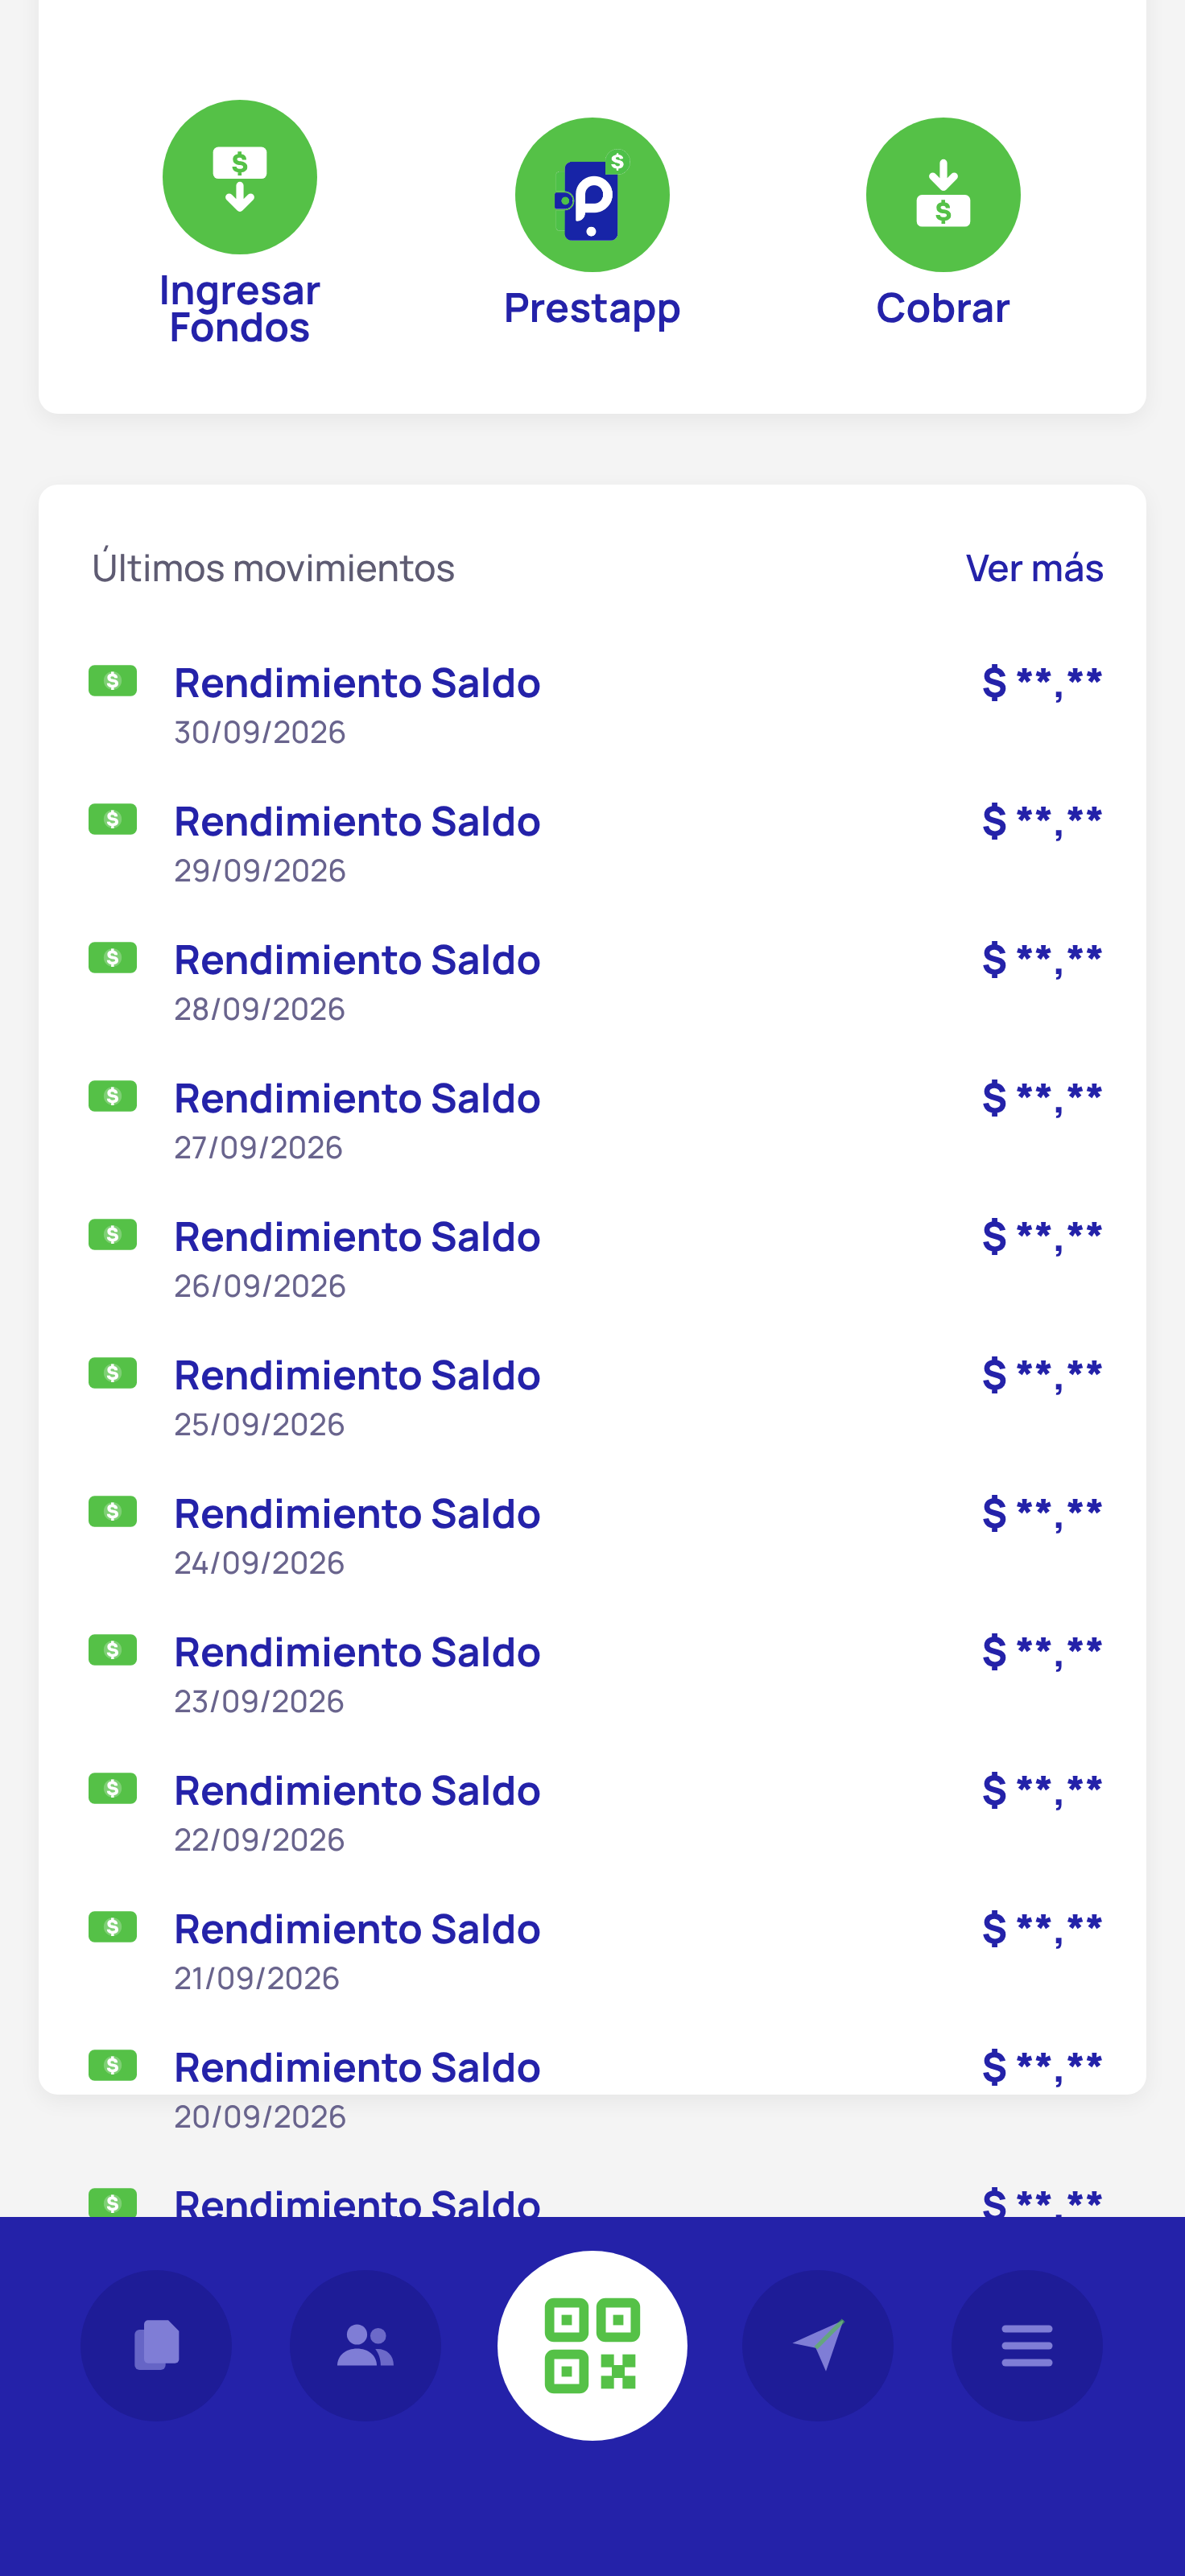 Ingresar
Fondos
Prestapp
Cobrar
Últimos movimientos
Ver más
Rendimiento Saldo
$ **,**
30/09/2026
Rendimiento Saldo
$ **,**
29/09/2026
Rendimiento Saldo
$ **,**
28/09/2026
Rendimiento Saldo
$ **,**
27/09/2026
Rendimiento Saldo
$ **,**
26/09/2026
Rendimiento Saldo
$ **,**
25/09/2026
Rendimiento Saldo
$ **,**
24/09/2026
Rendimiento Saldo
$ **,**
23/09/2026
Rendimiento Saldo
$ **,**
22/09/2026
Rendimiento Saldo
$ **,**
21/09/2026
Rendimiento Saldo
$ **,**
20/09/2026
Rendimiento Saldo
$ **,**